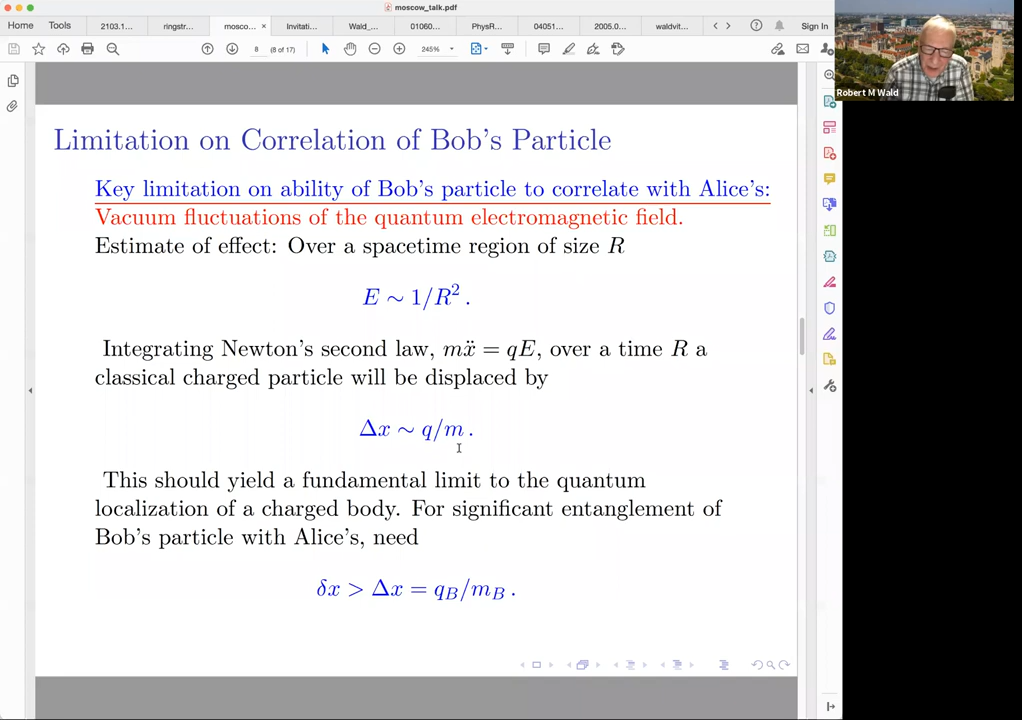 moscow_talk.pdf
Home Tools 2103.1... ringstr... mosco... × Invitati... Wald_... 01060... PhysR... 04051... 2005.0... waldvit... Sign In
8 (8 of 17) 245%
Robert M Wald
Limitation on Correlation of Bob's Particle
Key limitation on ability of Bob's particle to correlate with Alice's:
Vacuum fluctuations of the quantum electromagnetic field.
Estimate of effect: Over a spacetime region of size R
E ∼ 1/R² .
Integrating Newton's second law, mẍ = qE, over a time R a
classical charged particle will be displaced by
Δx ∼ q/m .
This should yield a fundamental limit to the quantum
localization of a charged body. For significant entanglement of
Bob's particle with Alice's, need
δx > Δx = q_B/m_B .